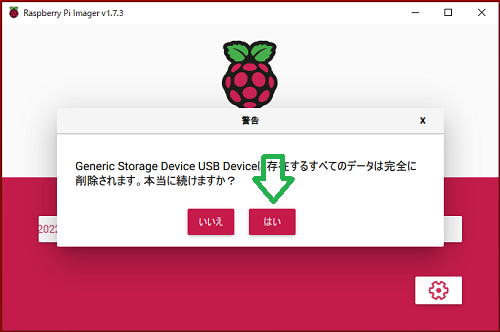 Raspberry Pi Imager v1.7.3
警告
x
Generic Storage Device USB Deviceに存在するすべてのデータは完全に
削除されます。本当に続けますか？
いいえ
はい
2022